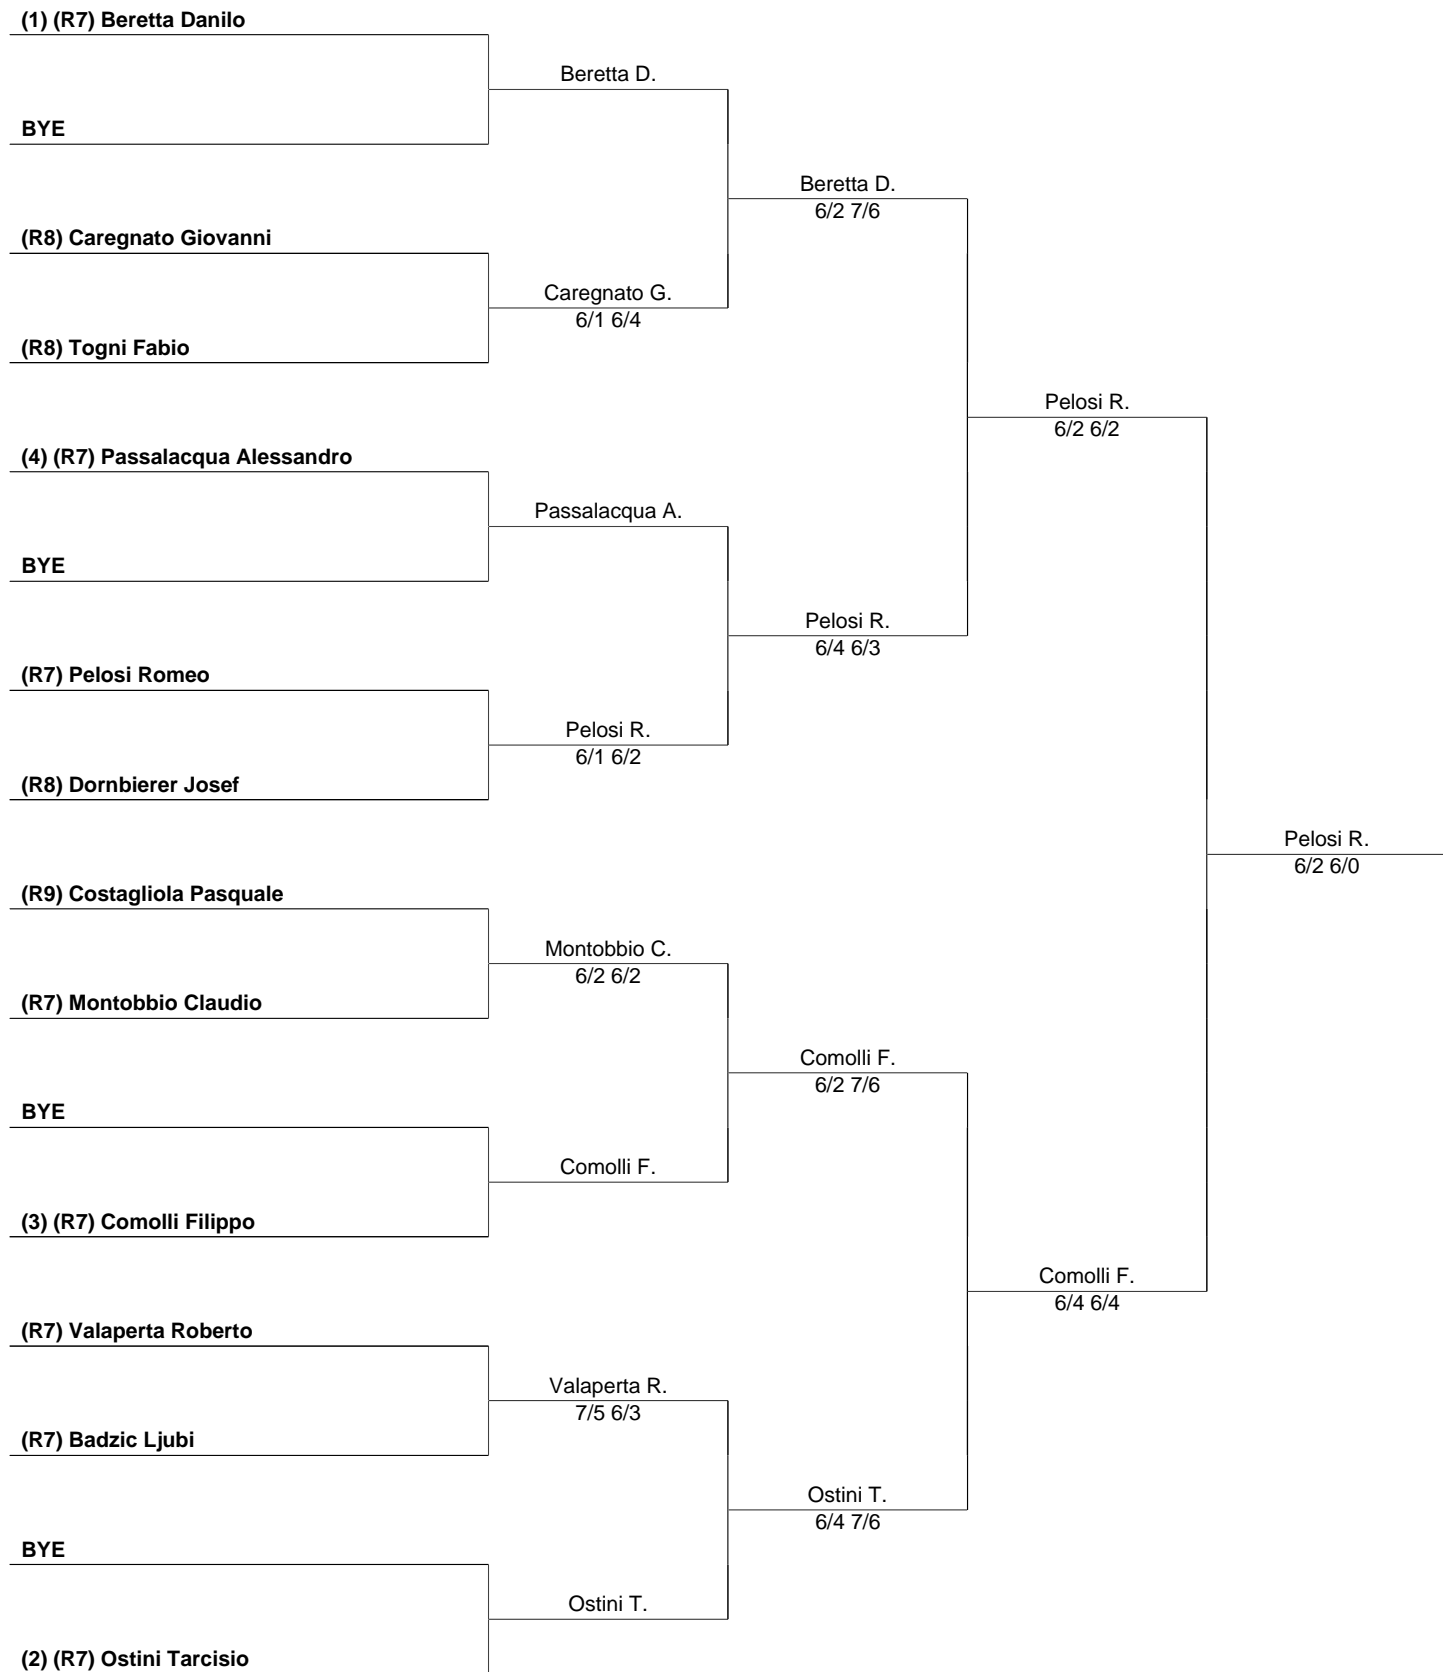 (1) (R7) Beretta Danilo
Beretta D.
BYE
Beretta D.
6/2 7/6
(R8) Caregnato Giovanni
Caregnato G.
6/1 6/4
(R8) Togni Fabio
Pelosi R.
6/2 6/2
(4) (R7) Passalacqua Alessandro
Passalacqua A.
BYE
Pelosi R.
6/4 6/3
(R7) Pelosi Romeo
Pelosi R.
6/1 6/2
(R8) Dornbierer Josef
Pelosi R.
6/2 6/0
(R9) Costagliola Pasquale
Montobbio C.
6/2 6/2
(R7) Montobbio Claudio
Comolli F.
6/2 7/6
BYE
Comolli F.
(3) (R7) Comolli Filippo
Comolli F.
6/4 6/4
(R7) Valaperta Roberto
Valaperta R.
7/5 6/3
(R7) Badzic Ljubi
Ostini T.
6/4 7/6
BYE
Ostini T.
(2) (R7) Ostini Tarcisio